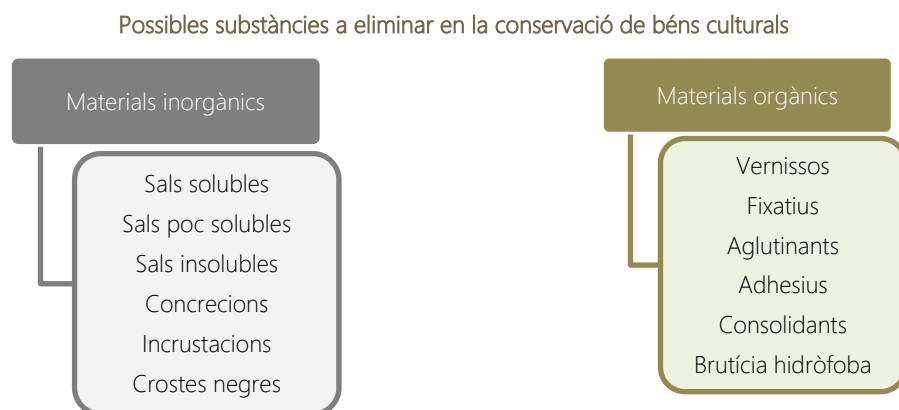 Possibles substàncies a eliminar en la conservació de béns culturals
Materials inorgànics
Sals solubles
Sals poc solubles
Sals insolubles
Concrecions
Incrustacions
Crostes negres
Materials orgànics
Vernissos
Fixatius
Aglutinants
Adhesius
Consolidants
Brutícia hidròfoba